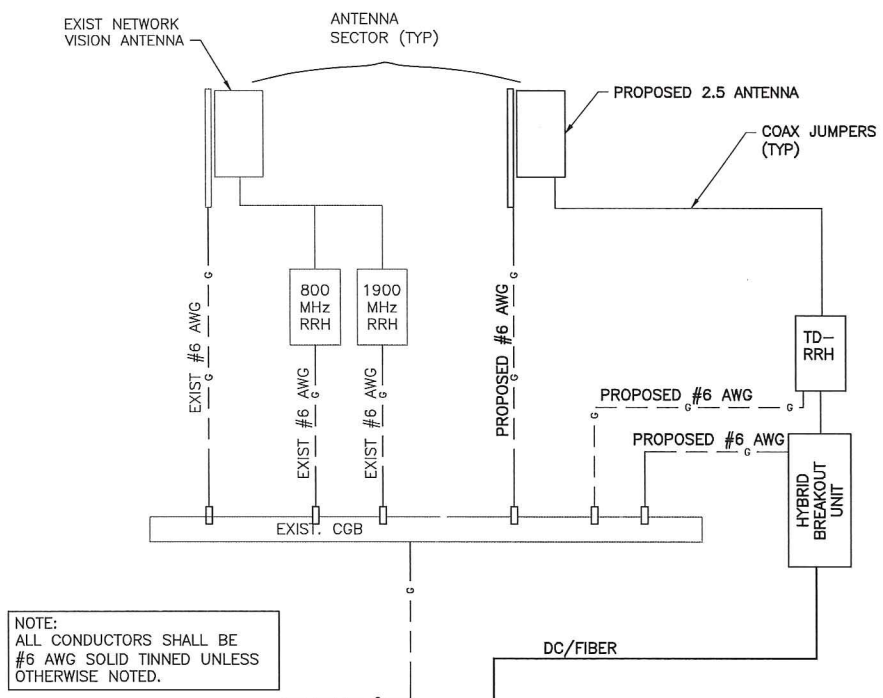 EXIST NETWORK
VISION ANTENNA
ANTENNA
SECTOR (TYP)
PROPOSED 2.5 ANTENNA
COAX JUMPERS
(TYP)
G
G
EXIST #6 AWG
800
MHz
RRH
1900
MHz
RRH
G
EXIST #6 AWG
G
EXIST #6 AWG
G
G
PROPOSED #6 AWG
TD-
RRH
PROPOSED #6 AWG
G
G
G
PROPOSED #6 AWG
G
HYBRID
BREAKOUT
UNIT
EXIST. CGB
G
NOTE:
ALL CONDUCTORS SHALL BE
#6 AWG SOLID TINNED UNLESS
OTHERWISE NOTED.
DC/FIBER